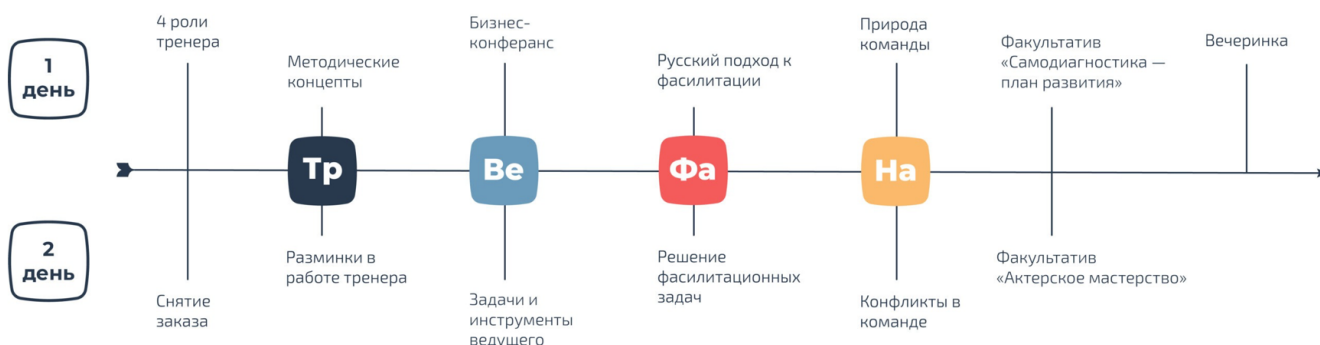 1
день
4 роли
тренера
Методические
концепты
Бизнес-
конферанс
Русский подход к
фасилитации
Природа
команды
Факультатив
«Самодиагностика —
план развития»
Вечеринка
Тр
Ве
Фа
На
2
день
Снятие
заказа
Разминки в
работе тренера
Задачи и
инструменты
ведущего
Решение
фасилитационных
задач
Конфликты в
команде
Факультатив
«Актерское мастерство»